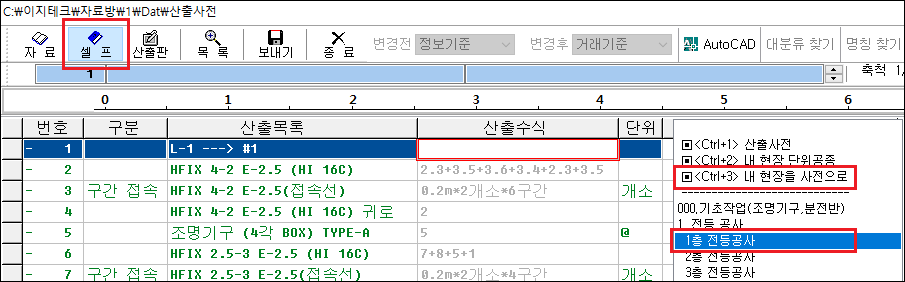 C:₩이지테크₩자료방₩1₩Dat₩산출사전
자 료 셀 프 산출판 목 록 보내기 종 료 변경전 정보기준 변경후 거래기준 AutoCAD 대분류 찾기 명칭 찾기
1 축척 1/
0 1 2 3 4 5 6
번호 구분 산출목록 산출수식 단위
- 1 L-1 ---> #1
- 2 HFIX 4-2 E-2.5 (HI 16C) 2.3+3.5+3.6+3.4+2.3+3.5
- 3 구간 접속 HFIX 4-2 E-2.5(접속선) 0.2m*2개소*6구간 개소
- 4 HFIX 4-2 E-2.5 (HI 16C) 귀로 2
- 5 조명기구 (4각 BOX) TYPE-A 5 @
- 6 HFIX 2.5-3 E-2.5 (HI 16C) 7+8+5+1
- 7 구간 접속 HFIX 2.5-3 E-2.5(접속선) 0.2m*2개소*4구간 개소
<Ctrl+1> 산출사전
<Ctrl+2> 내 현장 단위공종
<Ctrl+3> 내 현장을 사전으로
----------------------------
000.기초작업(조명기구,분전반)
1. 전등 공사
1층 전등공사
2층 전등공사
3층 전등공사